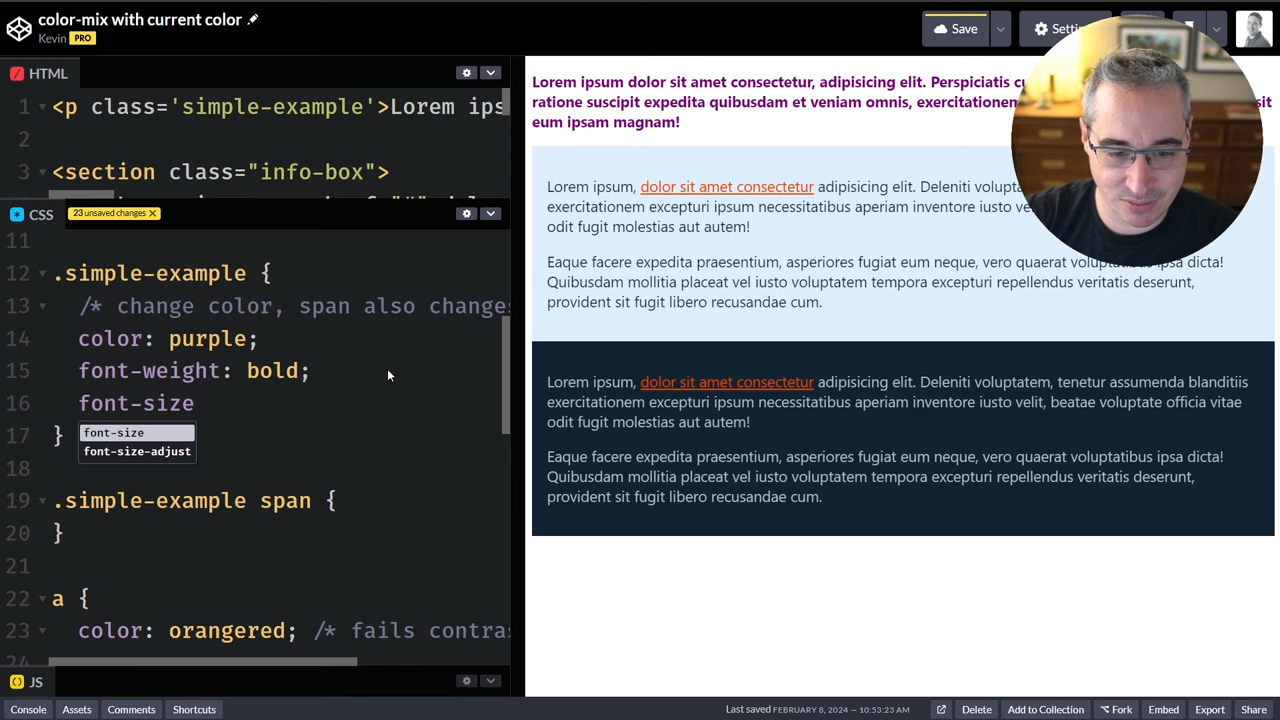 color-mix with current color
Kevin PRO
Save
Setti
HTML
1 <p class='simple-example'>Lorem ips
2
3 <section class="info-box">
CSS 23 unsaved changes X
11
12 .simple-example {
13 /* change color, span also changes
14 color: purple;
15 font-weight: bold;
16 font-size
17 }
font-size
font-size-adjust
18
19 .simple-example span {
20 }
21
22 a {
23 color: orangered; /* fails contras
24
JS
Lorem ipsum dolor sit amet consectetur, adipisicing elit. Perspiciatis cu
ratione suscipit expedita quibusdam et veniam omnis, exercitationem sit
eum ipsam magnam!
Lorem ipsum, dolor sit amet consectetur adipisicing elit. Deleniti volupta
exercitationem excepturi ipsum necessitatibus aperiam inventore iusto ve
odit fugit molestias aut autem!
Eaque facere expedita praesentium, asperiores fugiat eum neque, vero quaerat voluptatibus ipsa dicta!
Quibusdam mollitia placeat vel iusto voluptatem tempora excepturi repellendus veritatis deserunt,
provident sit fugit libero recusandae cum.
Lorem ipsum, dolor sit amet consectetur adipisicing elit. Deleniti voluptatem, tenetur assumenda blanditiis
exercitationem excepturi ipsum necessitatibus aperiam inventore iusto velit, beatae voluptate officia vitae
odit fugit molestias aut autem!
Eaque facere expedita praesentium, asperiores fugiat eum neque, vero quaerat voluptatibus ipsa dicta!
Quibusdam mollitia placeat vel iusto voluptatem tempora excepturi repellendus veritatis deserunt,
provident sit fugit libero recusandae cum.
Console Assets Comments Shortcuts Last saved FEBRUARY 8, 2024 — 10:53:23 AM Delete Add to Collection Fork Embed Export Share